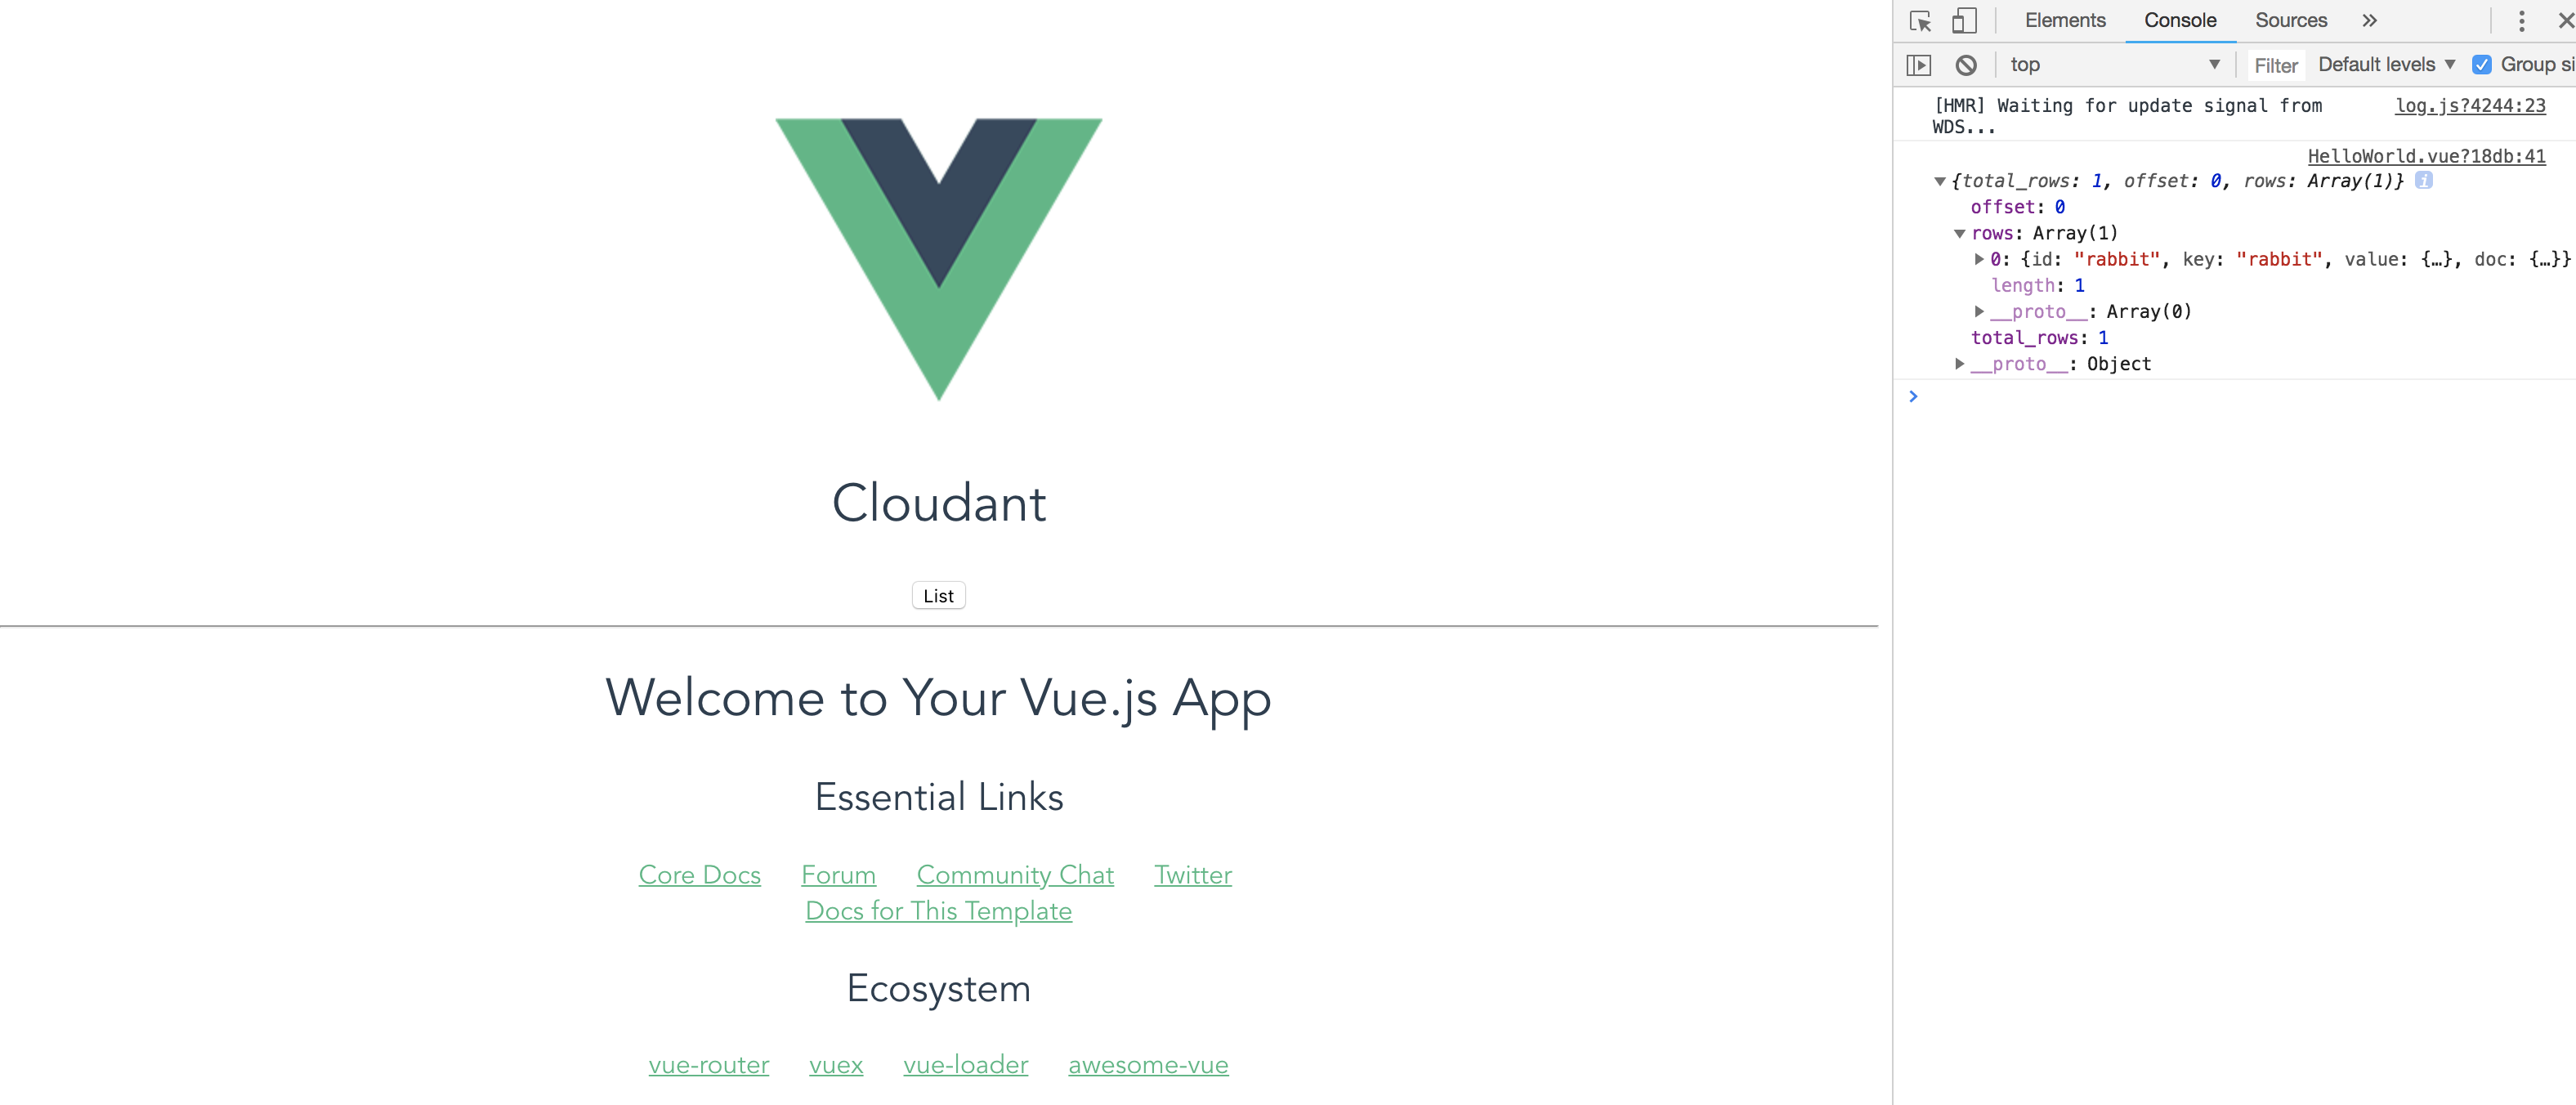 Cloudant
List
Welcome to Your Vue.js App
Essential Links
Core Docs Forum Community Chat Twitter
Docs for This Template
Ecosystem
vue-router vuex vue-loader awesome-vue
Elements Console Sources »
top Filter Default levels Group si
[HMR] Waiting for update signal from log.js?4244:23
WDS...
HelloWorld.vue?18db:41
{total_rows: 1, offset: 0, rows: Array(1)} i
offset: 0
rows: Array(1)
0: {id: "rabbit", key: "rabbit", value: {…}, doc: {…}}
length: 1
__proto__: Array(0)
total_rows: 1
__proto__: Object